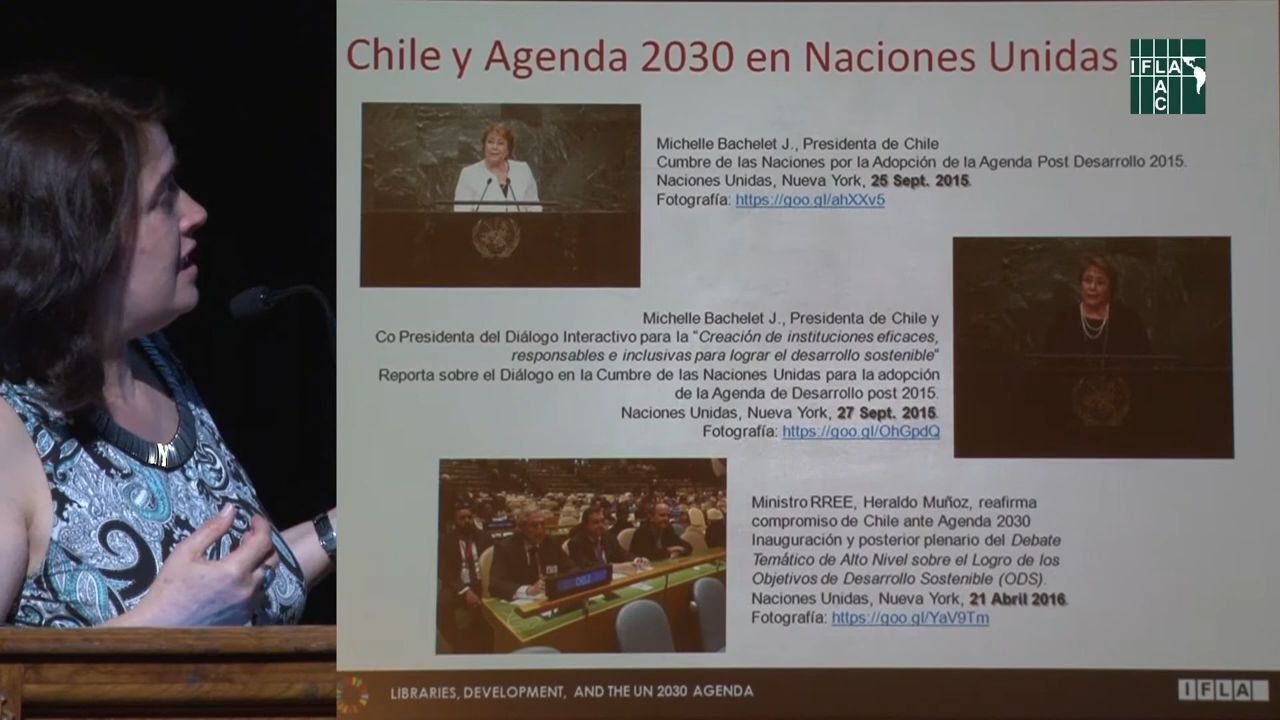 Chile y Agenda 2030 en Naciones Unidas
IFLA
LAC
Michelle Bachelet J., Presidenta de Chile
Cumbre de las Naciones por la Adopción de la Agenda Post Desarrollo 2015.
Naciones Unidas, Nueva York, 25 Sept. 2015.
Fotografía: https://goo.gl/ahXXv5
Michelle Bachelet J., Presidenta de Chile y
Co Presidenta del Diálogo Interactivo para la "Creación de instituciones eficaces,
responsables e inclusivas para lograr el desarrollo sostenible"
Reporta sobre el Diálogo en la Cumbre de las Naciones Unidas para la adopción
de la Agenda de Desarrollo post 2015.
Naciones Unidas, Nueva York, 27 Sept. 2015.
Fotografía: https://goo.gl/OhGpdQ
Ministro RREE, Heraldo Muñoz, reafirma
compromiso de Chile ante Agenda 2030
Inauguración y posterior plenario del Debate
Temático de Alto Nivel sobre el Logro de los
Objetivos de Desarrollo Sostenible (ODS).
Naciones Unidas, Nueva York, 21 Abril 2016.
Fotografía: https://goo.gl/YaV9Tm
LIBRARIES, DEVELOPMENT, AND THE UN 2030 AGENDA
IFLA